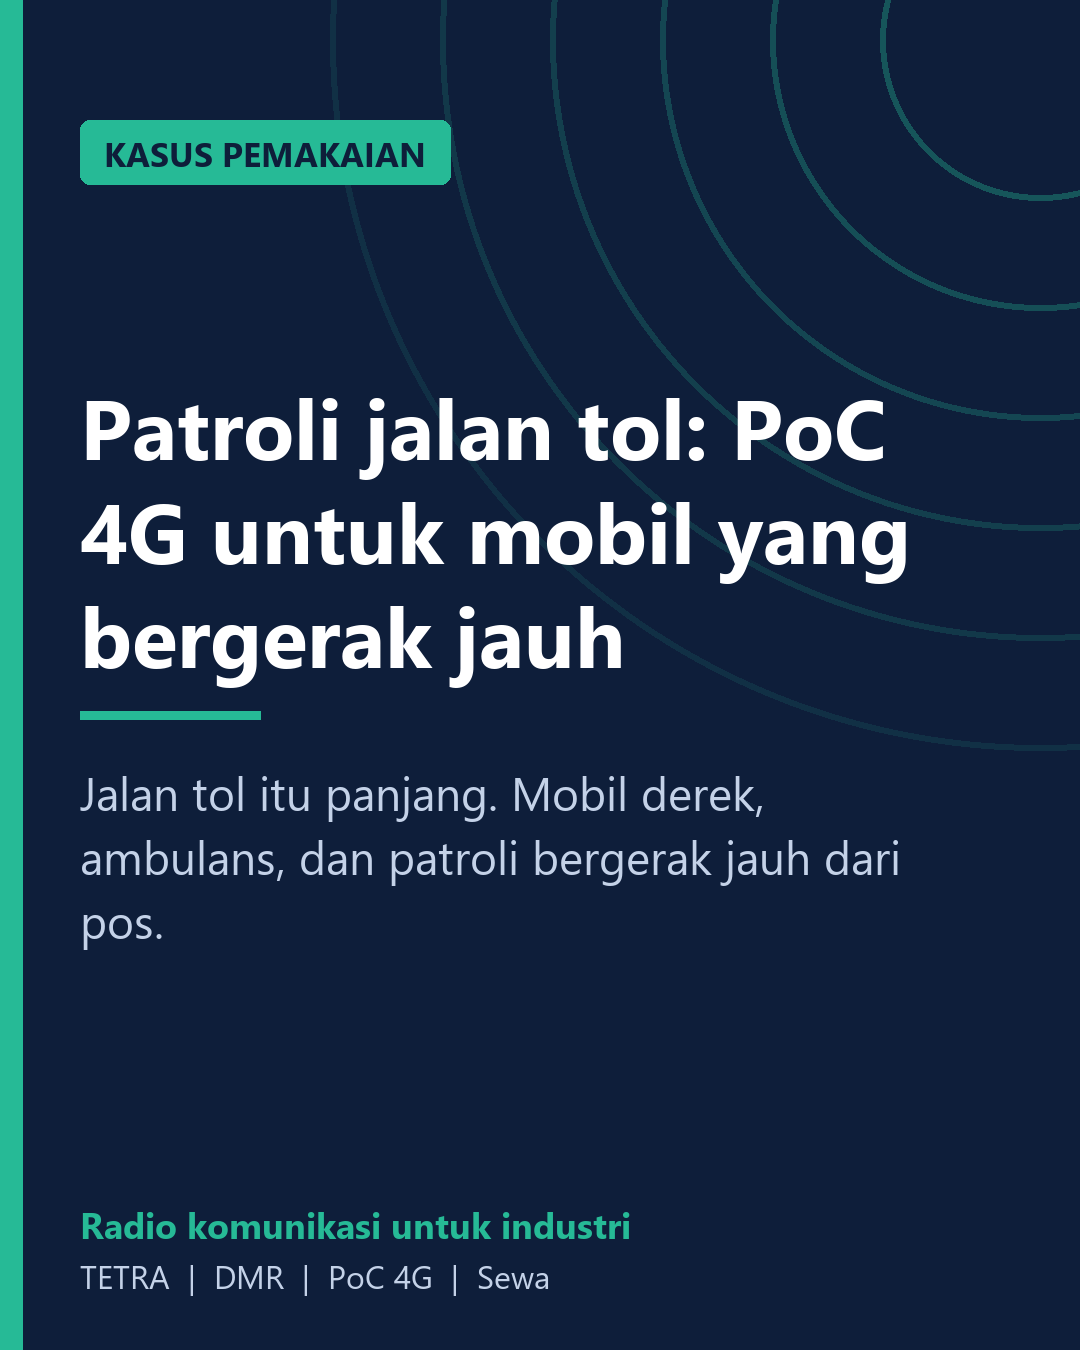 KASUS PEMAKAIAN
Patroli jalan tol: PoC
4G untuk mobil yang
bergerak jauh
Jalan tol itu panjang. Mobil derek,
ambulans, dan patroli bergerak jauh dari
pos.
Radio komunikasi untuk industri
TETRA | DMR | PoC 4G | Sewa